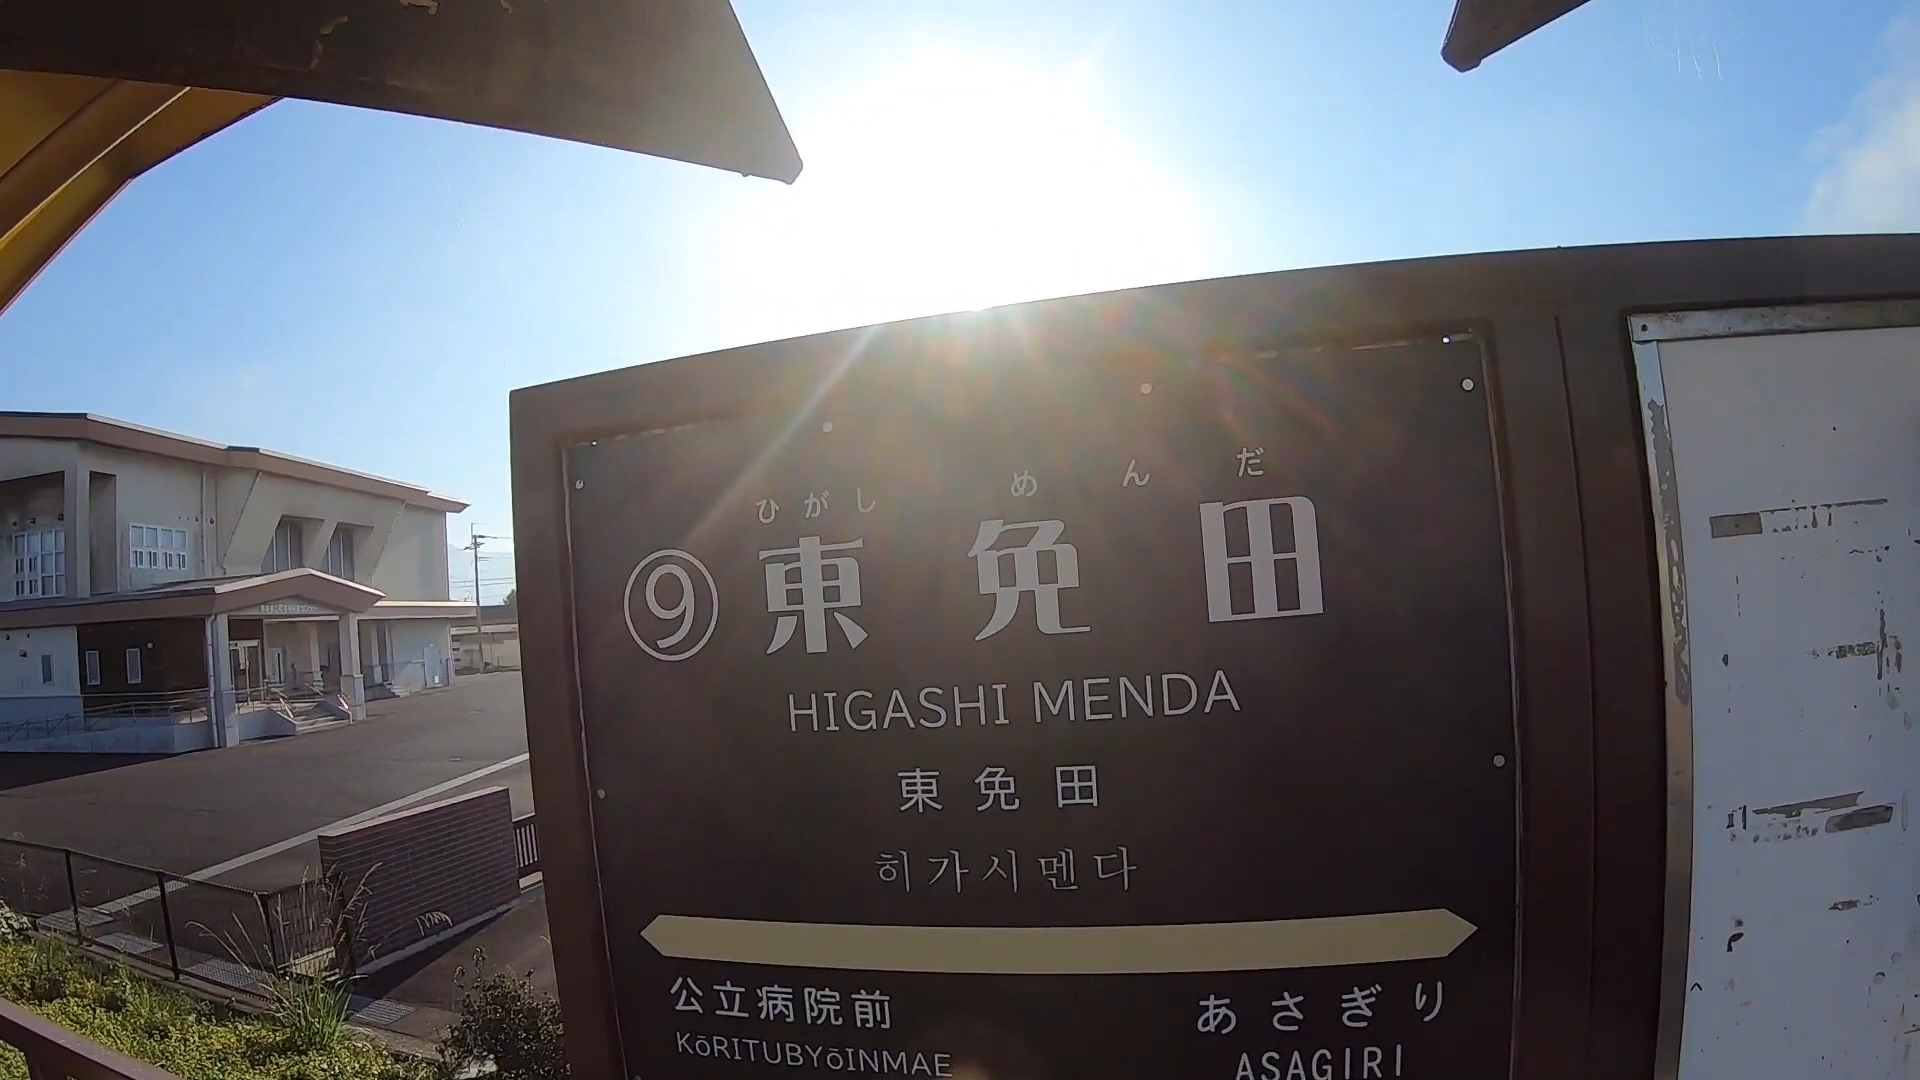 ひがし めんだ
⑨ 東免田
HIGASHI MENDA
東免田
히가시멘다
公立病院前 あさぎり
KōRITUBYōINMAE ASAGIRI